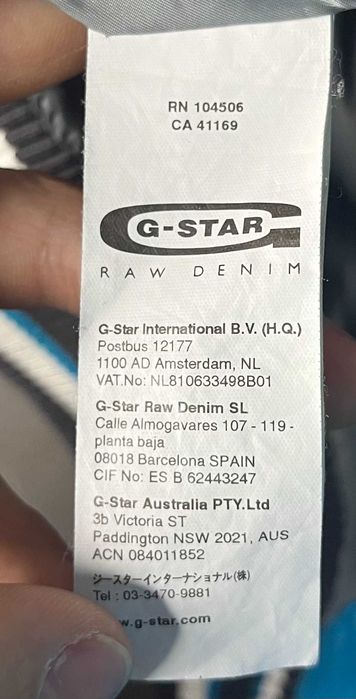 RN 104506
CA 41169
G-STAR
RAW DENIM
G-Star International B.V. (H.Q.)
Postbus 12177
1100 AD Amsterdam, NL
VAT.No: NL810633498B01
G-Star Raw Denim SL
Calle Almogavares 107 - 119 -
planta baja
08018 Barcelona SPAIN
CIF No: ES B 62443247
G-Star Australia PTY.Ltd
3b Victoria ST
Paddington NSW 2021, AUS
ACN 084011852
ジースターインターナショナル(株)
Tel : 03-3470-9881
w.g-star.com